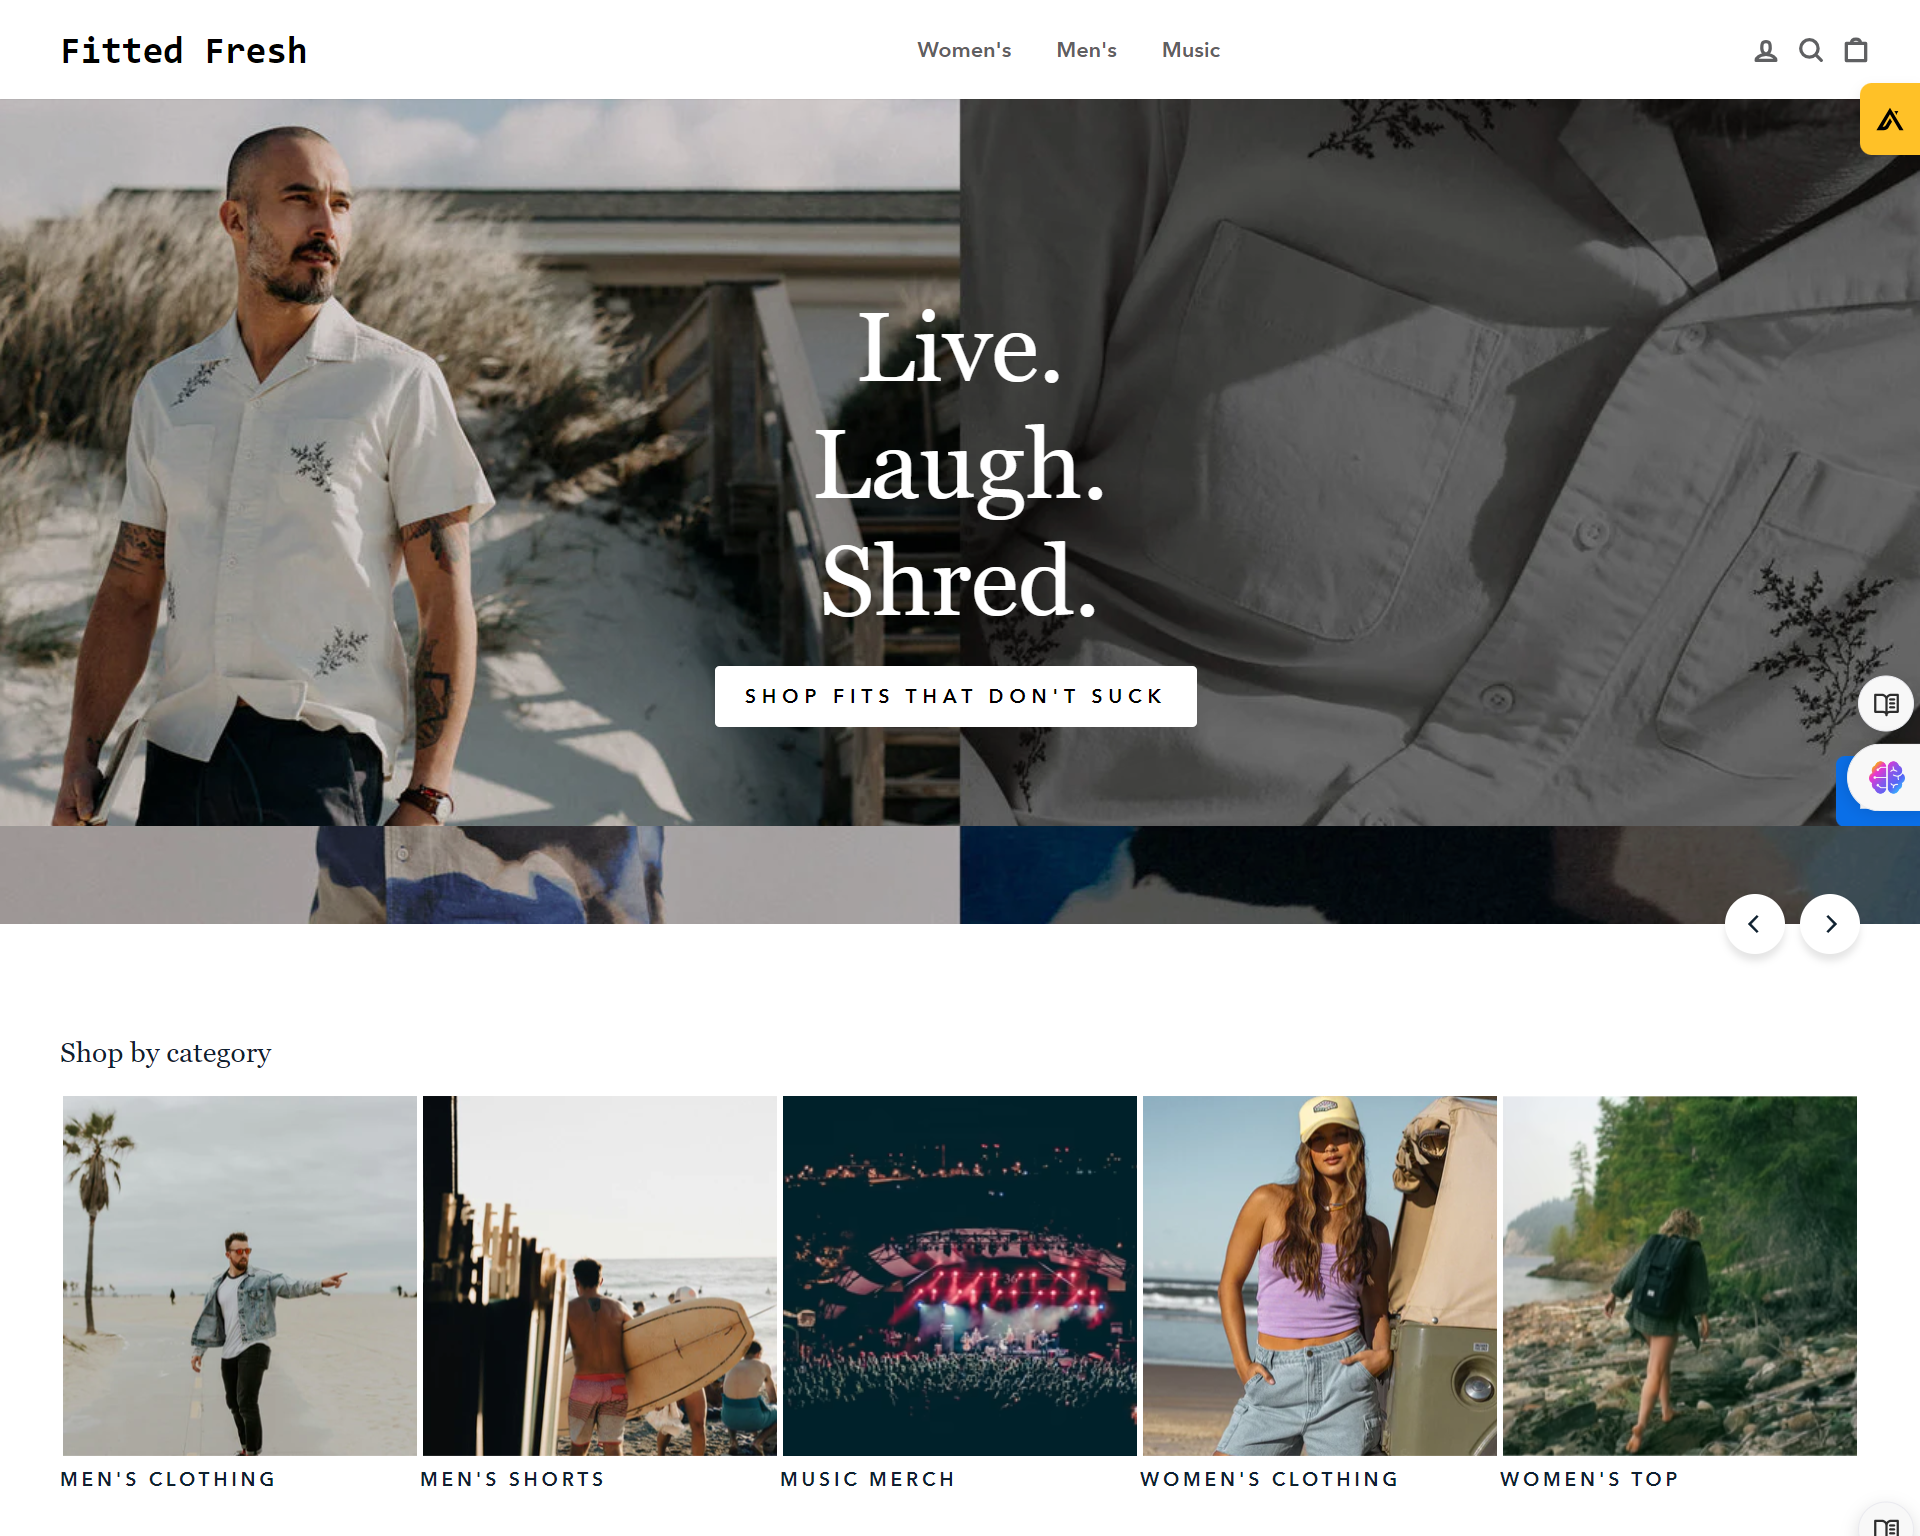 Fitted Fresh
Women's
Men's
Music
Live.
Laugh.
Shred.
SHOP FITS THAT DON'T SUCK
Shop by category
MEN'S CLOTHING
MEN'S SHORTS
MUSIC MERCH
WOMEN'S CLOTHING
WOMEN'S TOP